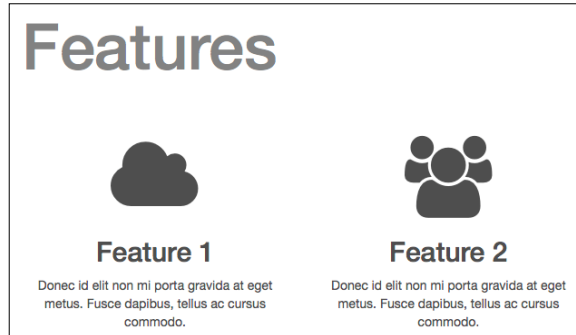 Features
Feature 1
Donec id elit non mi porta gravida at eget
metus. Fusce dapibus, tellus ac cursus
commodo.
Feature 2
Donec id elit non mi porta gravida at eget
metus. Fusce dapibus, tellus ac cursus
commodo.